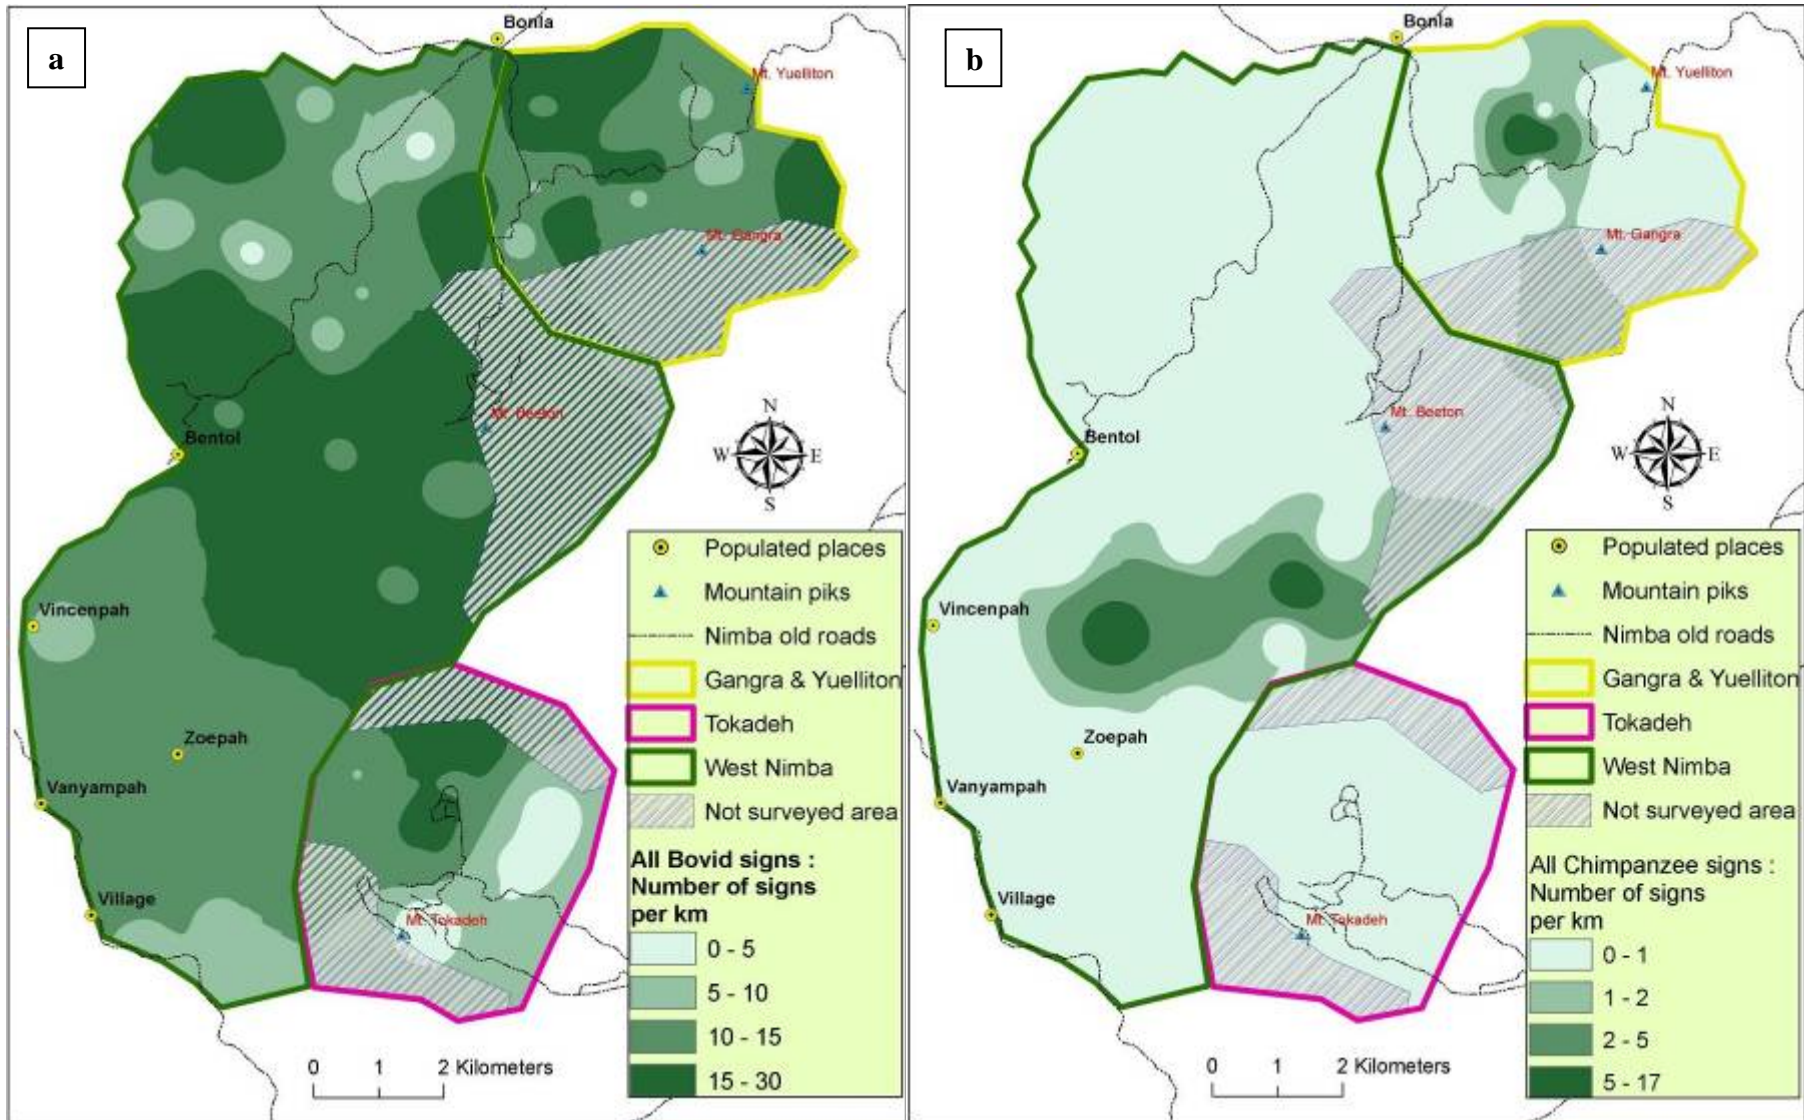 a
Bonla
Mt. Yuelliton
Mt. Gangra
Mt. Beeton
Bentol
N
W E
S
Vincenpah
Zoepah
Vanyampah
Village
Mt. Tokadeh
Populated places
Mountain piks
Nimba old roads
Gangra & Yuelliton
Tokadeh
West Nimba
Not surveyed area
All Bovid signs :
Number of signs
per km
0 - 5
5 - 10
10 - 15
15 - 30
0 1 2 Kilometers
b
Bonla
Mt. Yuelliton
Mt. Gangra
Mt. Beeton
Bentol
N
W E
S
Vincenpah
Zoepah
Vanyampah
Village
Mt. Tokadeh
Populated places
Mountain piks
Nimba old roads
Gangra & Yuelliton
Tokadeh
West Nimba
Not surveyed area
All Chimpanzee signs :
Number of signs
per km
0 - 1
1 - 2
2 - 5
5 - 17
0 1 2 Kilometers